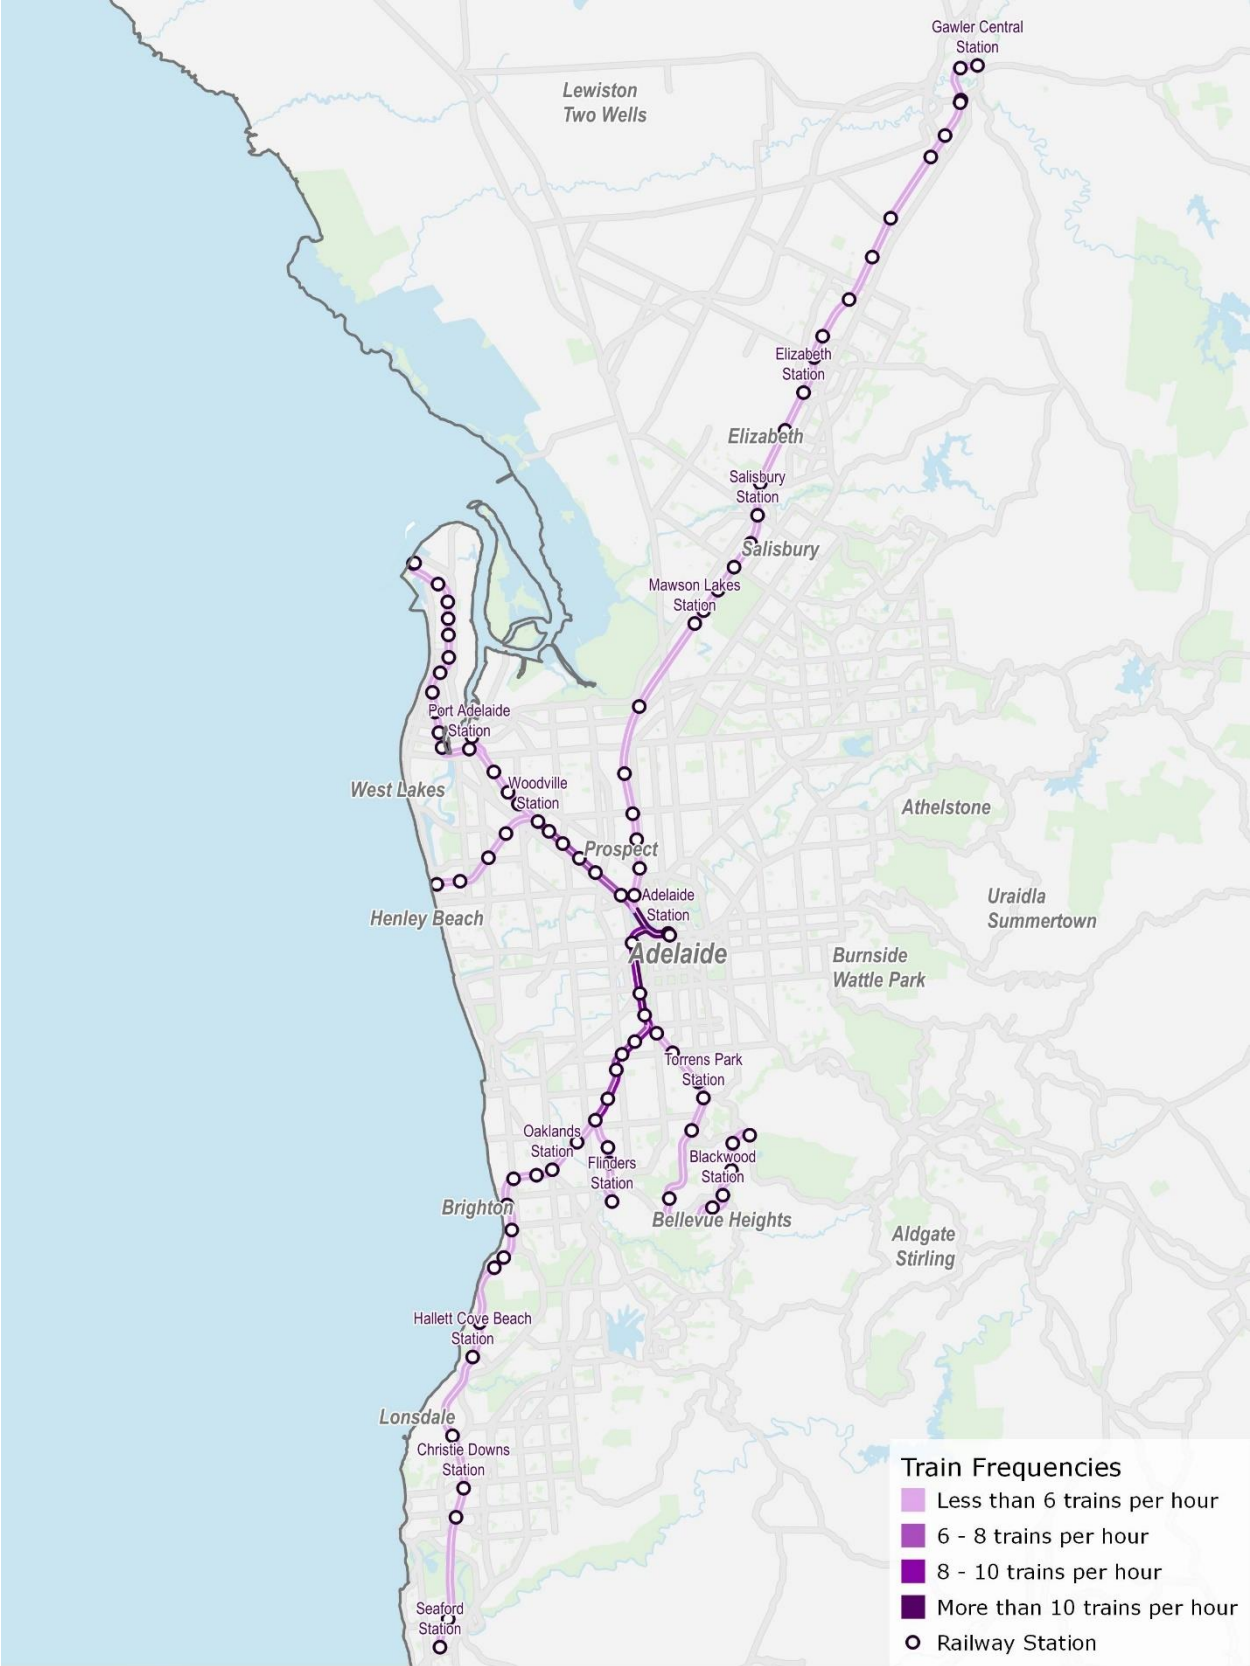 Gawler Central
Station
Lewiston
Two Wells
Elizabeth
Station
Elizabeth
Salisbury
Station
Salisbury
Mawson Lakes
Station
Port Adelaide
Station
West Lakes
Woodville
Station
Athelstone
Prospect
Adelaide
Station
Henley Beach
Uraidla
Summertown
Adelaide
Burnside
Wattle Park
Torrens Park
Station
Oaklands
Station
Flinders
Station
Blackwood
Station
Brighton
Bellevue Heights
Aldgate
Stirling
Hallett Cove Beach
Station
Lonsdale
Christie Downs
Station
Seaford
Station
Train Frequencies
Less than 6 trains per hour
6 - 8 trains per hour
8 - 10 trains per hour
More than 10 trains per hour
Railway Station